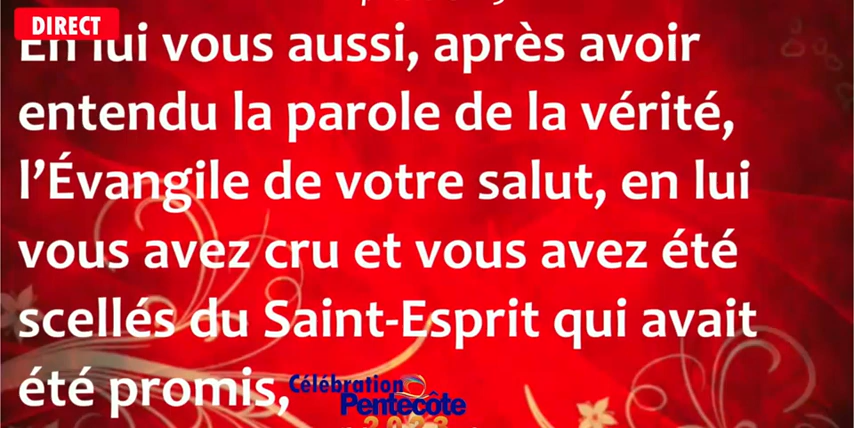 DIRECT
En lui vous aussi, après avoir
entendu la parole de la vérité,
l’Évangile de votre salut, en lui
vous avez cru et vous avez été
scellés du Saint-Esprit qui avait
été promis,
Célébration
Pentecôte
2023